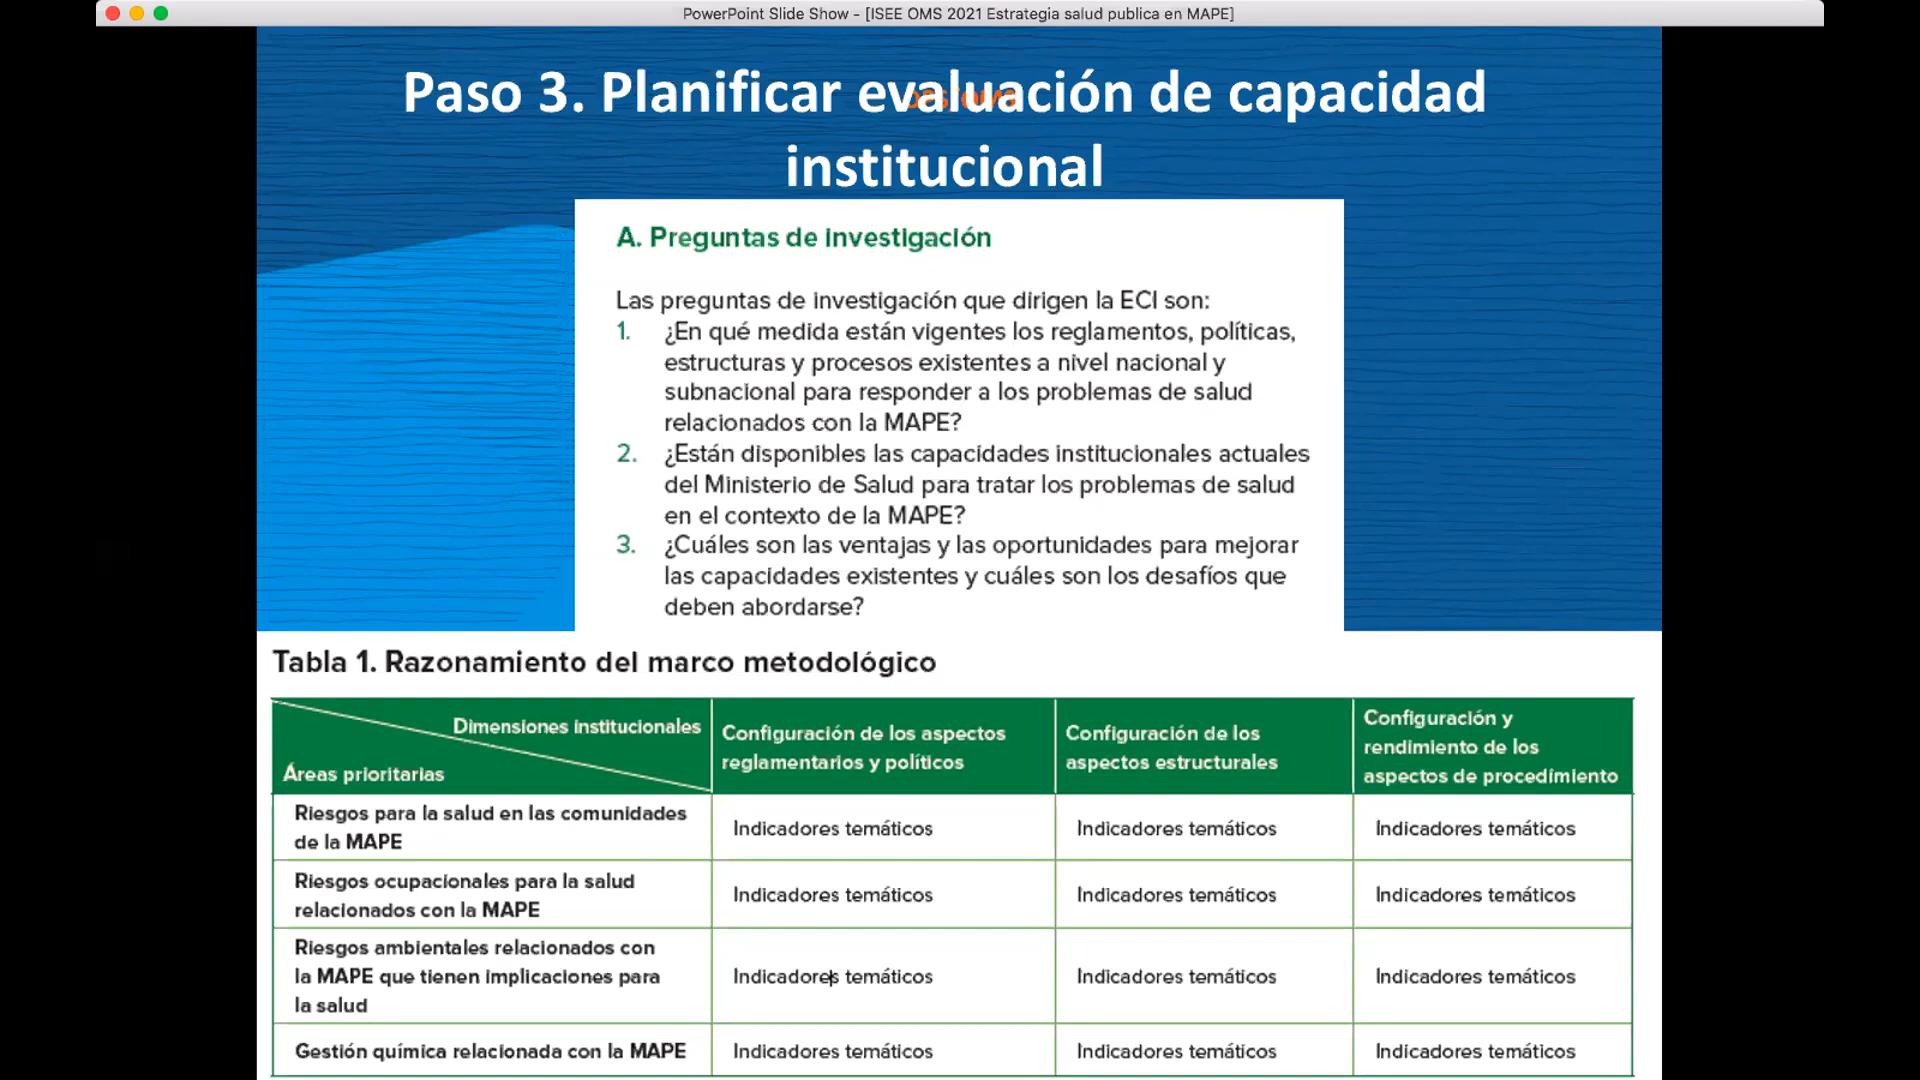 PowerPoint Slide Show - [ISEE OMS 2021 Estrategia salud publica en MAPE]
Paso 3. Planificar evaluación de capacidad
institucional
A. Preguntas de investigación
Las preguntas de investigación que dirigen la ECI son:
1. ¿En qué medida están vigentes los reglamentos, políticas,
estructuras y procesos existentes a nivel nacional y
subnacional para responder a los problemas de salud
relacionados con la MAPE?
2. ¿Están disponibles las capacidades institucionales actuales
del Ministerio de Salud para tratar los problemas de salud
en el contexto de la MAPE?
3. ¿Cuáles son las ventajas y las oportunidades para mejorar
las capacidades existentes y cuáles son los desafíos que
deben abordarse?
Tabla 1. Razonamiento del marco metodológico
Dimensiones institucionales
Áreas prioritarias
Configuración de los aspectos
reglamentarios y políticos
Configuración de los
aspectos estructurales
Configuración y
rendimiento de los
aspectos de procedimiento
Riesgos para la salud en las comunidades
de la MAPE
Indicadores temáticos
Indicadores temáticos
Indicadores temáticos
Riesgos ocupacionales para la salud
relacionados con la MAPE
Indicadores temáticos
Indicadores temáticos
Indicadores temáticos
Riesgos ambientales relacionados con
la MAPE que tienen implicaciones para
la salud
Indicadores temáticos
Indicadores temáticos
Indicadores temáticos
Gestión química relacionada con la MAPE
Indicadores temáticos
Indicadores temáticos
Indicadores temáticos